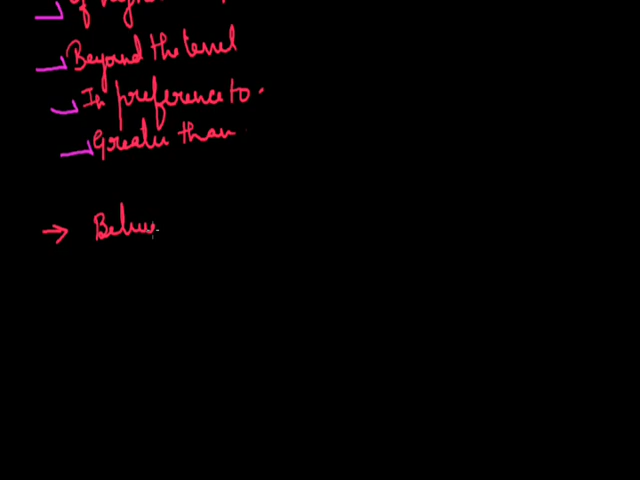 Beyond the level
In preference to.
Greater than
→ Below